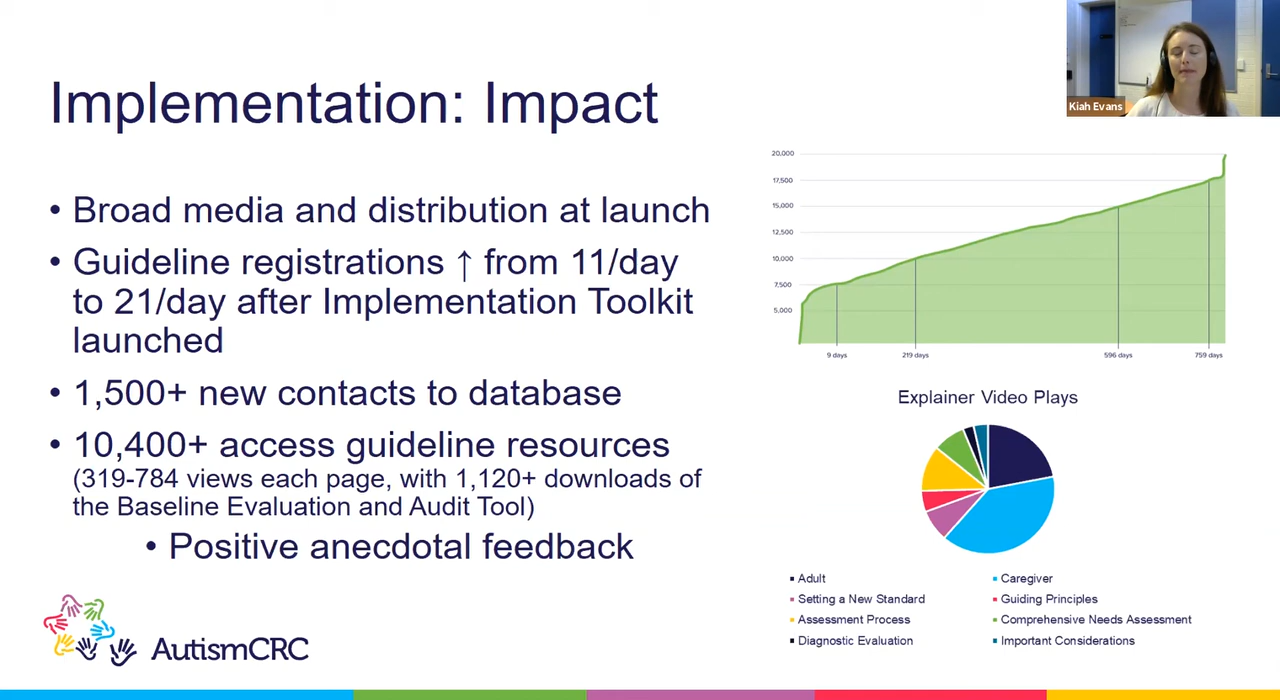 Implementation: Impact
Kiah Evans
• Broad media and distribution at launch
• Guideline registrations ↑ from 11/day
to 21/day after Implementation Toolkit
launched
• 1,500+ new contacts to database
• 10,400+ access guideline resources
(319-784 views each page, with 1,120+ downloads of
the Baseline Evaluation and Audit Tool)
• Positive anecdotal feedback
AutismCRC
20,000
17,500
15,000
12,500
10,000
7,500
5,000
9 days 219 days 596 days 759 days
Explainer Video Plays
Adult Caregiver
Setting a New Standard Guiding Principles
Assessment Process Comprehensive Needs Assessment
Diagnostic Evaluation Important Considerations